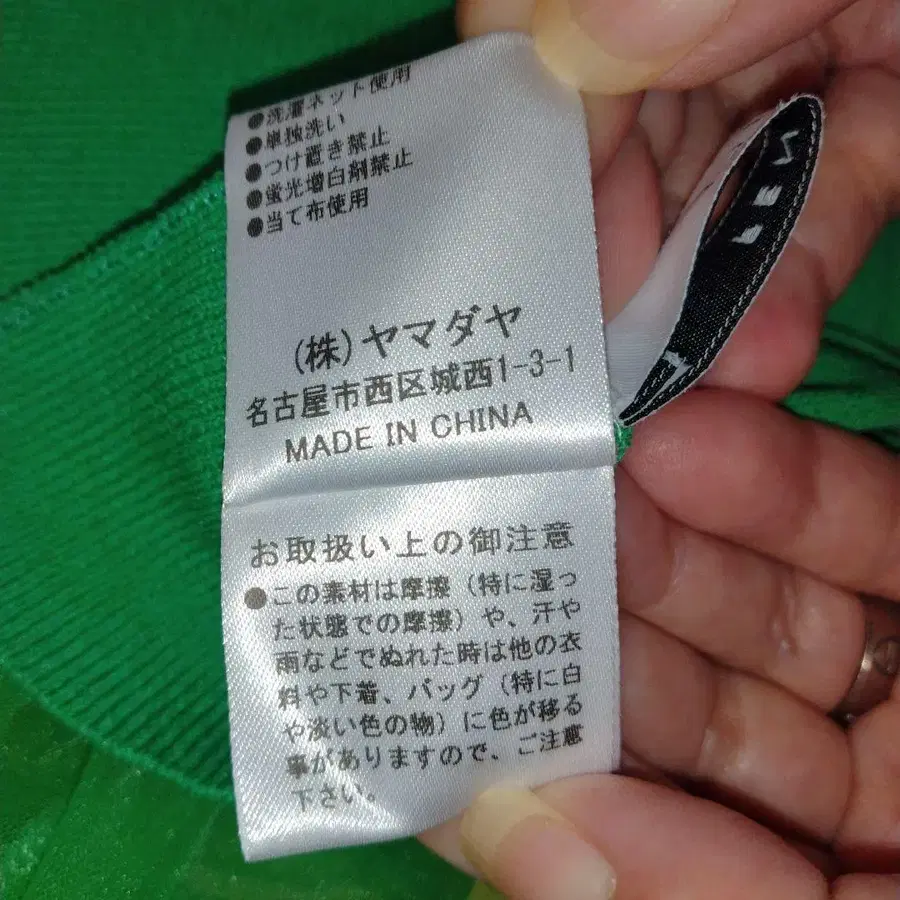 ●洗濯ネット使用
●単独洗い
●つけ置き禁止
●蛍光増白剤禁止
●当て布使用
(株)ヤマダヤ
名古屋市西区城西1-3-1
MADE IN CHINA
お取扱い上の御注意
●この素材は摩擦(特に湿っ
た状態での摩擦)や、汗や
雨などでぬれた時は他の衣
料や下着、バッグ(特に白
や淡い色の物)に色が移る
事がありますので、ご注意
下さい。